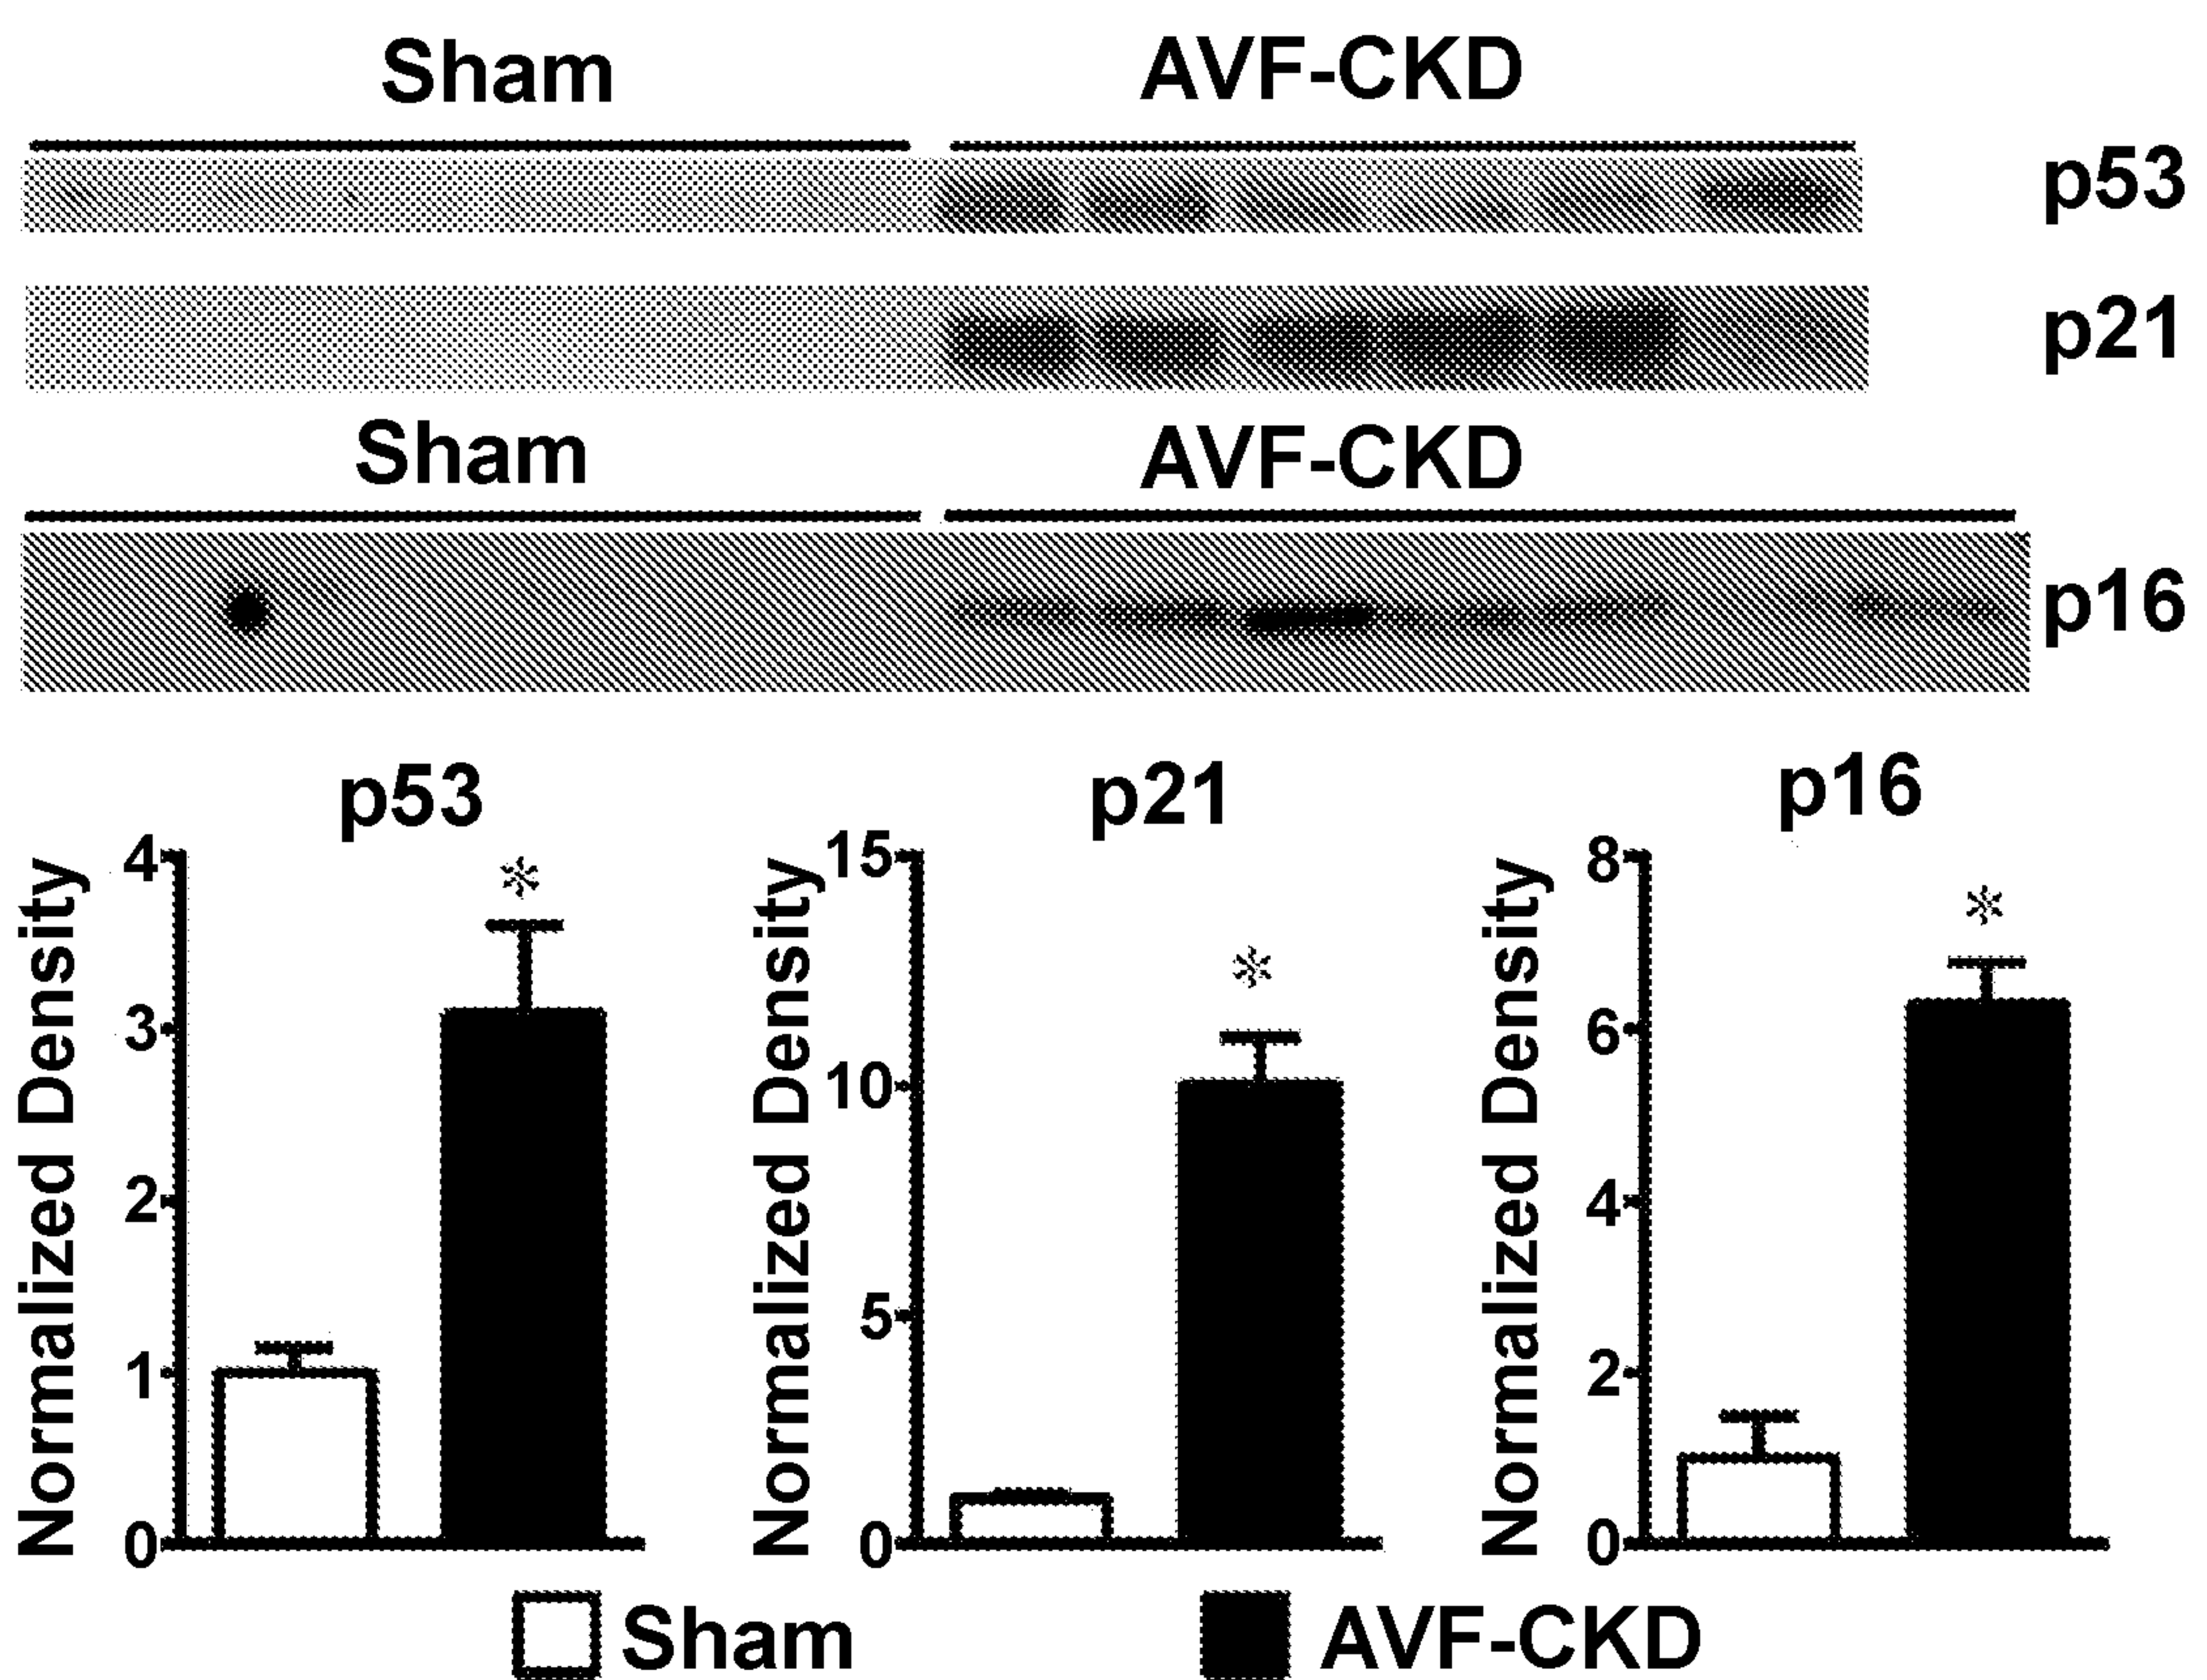 Sham AVF-CKD
p53
p21
Sham AVF-CKD
p16
p53 p21 p16
Normalized Density
4
3
2
1
0
*
Normalized Density
15
10
5
0
*
Normalized Density
8
6
4
2
0
*
Sham AVF-CKD